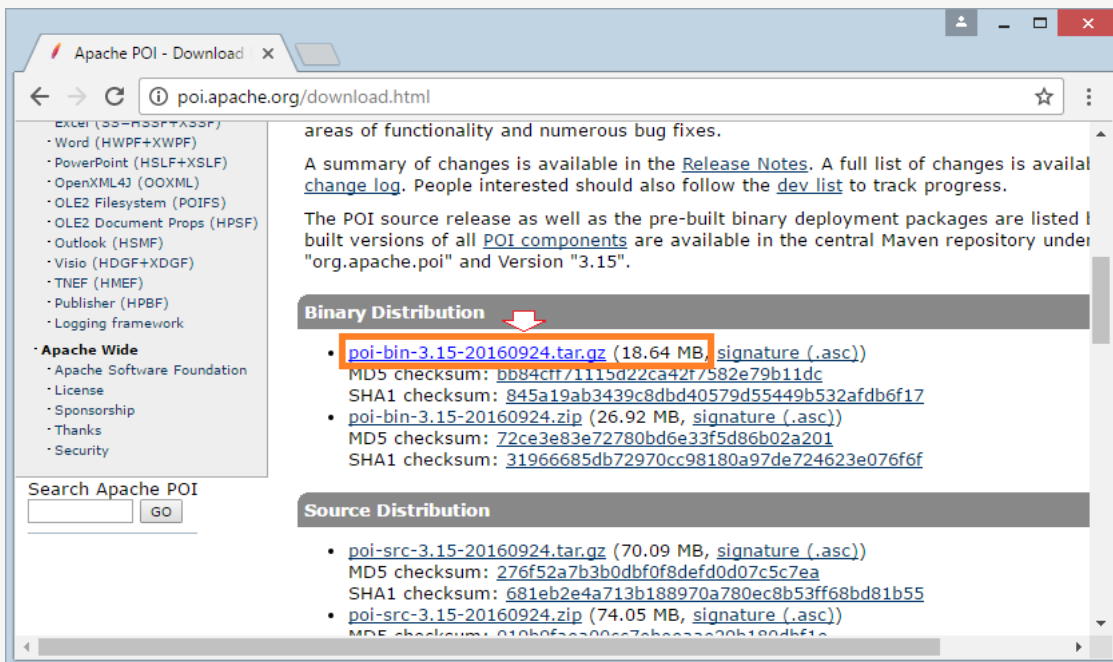 Apache POI - Download
poi.apache.org/download.html
Excel (SS=HSSF+XSSF)
Word (HWPF+XWPF)
PowerPoint (HSLF+XSLF)
OpenXML4J (OOXML)
OLE2 Filesystem (POIFS)
OLE2 Document Props (HPSF)
Outlook (HSMF)
Visio (HDGF+XDGF)
TNEF (HMEF)
Publisher (HPBF)
Logging framework
Apache Wide
Apache Software Foundation
License
Sponsorship
Thanks
Security
Search Apache POI
GO
areas of functionality and numerous bug fixes.
A summary of changes is available in the Release Notes. A full list of changes is availal
change log. People interested should also follow the dev list to track progress.
The POI source release as well as the pre-built binary deployment packages are listed
built versions of all POI components are available in the central Maven repository under
"org.apache.poi" and Version "3.15".
Binary Distribution
• poi-bin-3.15-20160924.tar.gz (18.64 MB, signature (.asc))
MD5 checksum: bb84cff71115d22ca42f7582e79b11dc
SHA1 checksum: 845a19ab3439c8dbd40579d55449b532afdb6f17
• poi-bin-3.15-20160924.zip (26.92 MB, signature (.asc))
MD5 checksum: 72ce3e83e72780bd6e33f5d86b02a201
SHA1 checksum: 31966685db72970cc98180a97de724623e076f6f
Source Distribution
• poi-src-3.15-20160924.tar.gz (70.09 MB, signature (.asc))
MD5 checksum: 276f52a7b3b0dbf0f8defd0d07c5c7ea
SHA1 checksum: 681eb2e4a713b188970a780ec8b53ff68bd81b55
• poi-src-3.15-20160924.zip (74.05 MB, signature (.asc))
MD5 checksum: